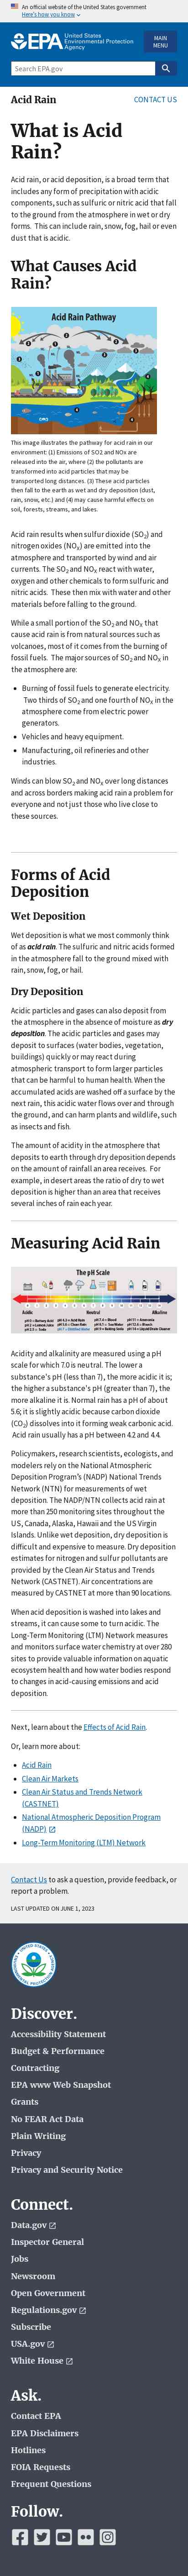 An official website of the United States government
Here's how you know
EPA United States
Environmental Protection
Agency
MAIN
MENU
Search EPA.gov
Acid Rain
CONTACT US
What is Acid
Rain?
Acid rain, or acid deposition, is a broad term that
includes any form of precipitation with acidic
components, such as sulfuric or nitric acid that fall
to the ground from the atmosphere in wet or dry
forms. This can include rain, snow, fog, hail or even
dust that is acidic.
What Causes Acid
Rain?
Acid Rain Pathway
This image illustrates the pathway for acid rain in our
environment: (1) Emissions of SO2 and NOx are
released into the air, where (2) the pollutants are
transformed into acid particles that may be
transported long distances. (3) These acid particles
then fall to the earth as wet and dry deposition (dust,
rain, snow, etc.) and (4) may cause harmful effects on
soil, forests, streams, and lakes.
Acid rain results when sulfur dioxide (SO2) and
nitrogen oxides (NOX) are emitted into the
atmosphere and transported by wind and air
currents. The SO2 and NOX react with water,
oxygen and other chemicals to form sulfuric and
nitric acids. These then mix with water and other
materials before falling to the ground.
While a small portion of the SO2 and NOX that
cause acid rain is from natural sources such as
volcanoes, most of it comes from the burning of
fossil fuels. The major sources of SO2 and NOX in
the atmosphere are:
Burning of fossil fuels to generate electricity.
Two thirds of SO2 and one fourth of NOX in the
atmosphere come from electric power
generators.
Vehicles and heavy equipment.
Manufacturing, oil refineries and other
industries.
Winds can blow SO2 and NOX over long distances
and across borders making acid rain a problem for
everyone and not just those who live close to
these sources.
Forms of Acid
Deposition
Wet Deposition
Wet deposition is what we most commonly think
of as acid rain. The sulfuric and nitric acids formed
in the atmosphere fall to the ground mixed with
rain, snow, fog, or hail.
Dry Deposition
Acidic particles and gases can also deposit from
the atmosphere in the absence of moisture as dry
deposition. The acidic particles and gases may
deposit to surfaces (water bodies, vegetation,
buildings) quickly or may react during
atmospheric transport to form larger particles
that can be harmful to human health. When the
accumulated acids are washed off a surface by the
next rain, this acidic water flows over and through
the ground, and can harm plants and wildlife, such
as insects and fish.
The amount of acidity in the atmosphere that
deposits to earth through dry deposition depends
on the amount of rainfall an area receives. For
example, in desert areas the ratio of dry to wet
deposition is higher than an area that receives
several inches of rain each year.
Measuring Acid Rain
The pH Scale
Acidic
Neutral
Alkaline
Acidity and alkalinity are measured using a pH
scale for which 7.0 is neutral. The lower a
substance's pH (less than 7), the more acidic it is;
the higher a substance's pH (greater than 7), the
more alkaline it is. Normal rain has a pH of about
5.6; it is slightly acidic because carbon dioxide
(CO2) dissolves into it forming weak carbonic acid.
Acid rain usually has a pH between 4.2 and 4.4.
Policymakers, research scientists, ecologists, and
modelers rely on the National Atmospheric
Deposition Program's (NADP) National Trends
Network (NTN) for measurements of wet
deposition. The NADP/NTN collects acid rain at
more than 250 monitoring sites throughout the
US, Canada, Alaska, Hawaii and the US Virgin
Islands. Unlike wet deposition, dry deposition is
difficult and expensive to measure. Dry deposition
estimates for nitrogen and sulfur pollutants are
provided by the Clean Air Status and Trends
Network (CASTNET). Air concentrations are
measured by CASTNET at more than 90 locations.
When acid deposition is washed into lakes and
streams, it can cause some to turn acidic. The
Long-Term Monitoring (LTM) Network measures
and monitors surface water chemistry at over 280
sites to provide valuable information on aquatic
ecosystem health and how water bodies respond
to changes in acid-causing emissions and acid
deposition.
Next, learn about the Effects of Acid Rain.
Or, learn more about:
Acid Rain
Clean Air Markets
Clean Air Status and Trends Network
(CASTNET)
National Atmospheric Deposition Program
(NADP)
Long-Term Monitoring (LTM) Network
Contact Us to ask a question, provide feedback, or
report a problem.
LAST UPDATED ON JUNE 1, 2023
Discover.
Accessibility Statement
Budget & Performance
Contracting
EPA www Web Snapshot
Grants
No FEAR Act Data
Plain Writing
Privacy
Privacy and Security Notice
Connect.
Data.gov
Inspector General
Jobs
Newsroom
Open Government
Regulations.gov
Subscribe
USA.gov
White House
Ask.
Contact EPA
EPA Disclaimers
Hotlines
FOIA Requests
Frequent Questions
Follow.